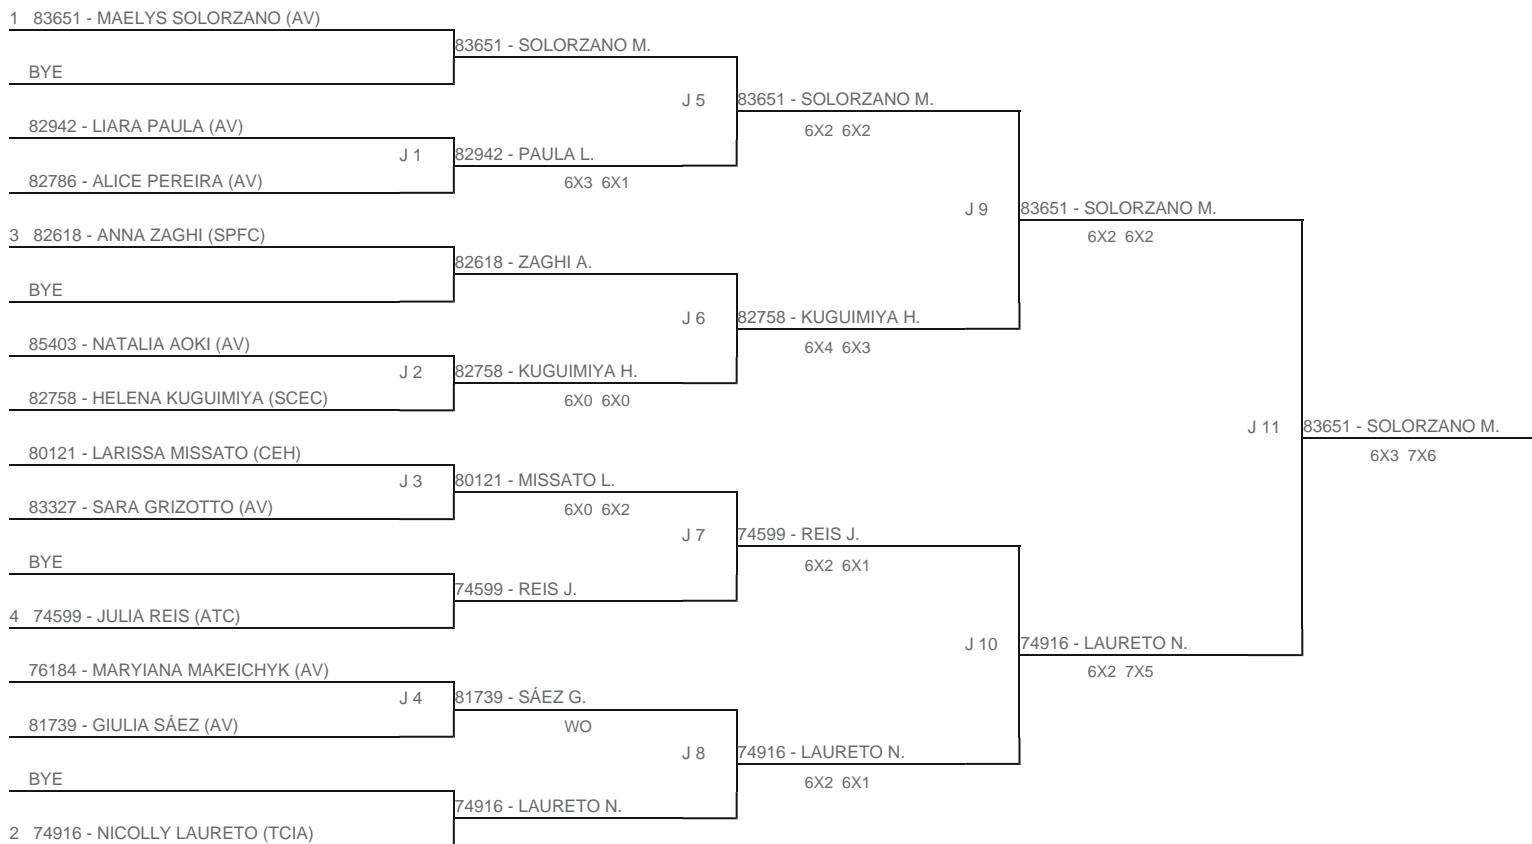 1 83651 - MAELYS SOLORZANO (AV)
83651 - SOLORZANO M.
BYE
J 5 83651 - SOLORZANO M.
82942 - LIARA PAULA (AV)
6X2 6X2
J 1 82942 - PAULA L.
82786 - ALICE PEREIRA (AV)
6X3 6X1
J 9 83651 - SOLORZANO M.
3 82618 - ANNA ZAGHI (SPFC)
6X2 6X2
82618 - ZAGHI A.
BYE
J 6 82758 - KUGUIMIYA H.
85403 - NATALIA AOKI (AV)
6X4 6X3
J 2 82758 - KUGUIMIYA H.
82758 - HELENA KUGUIMIYA (SCEC)
6X0 6X0
J 11 83651 - SOLORZANO M.
80121 - LARISSA MISSATO (CEH)
6X3 7X6
J 3 80121 - MISSATO L.
83327 - SARA GRIZOTTO (AV)
6X0 6X2
J 7 74599 - REIS J.
BYE
6X2 6X1
74599 - REIS J.
4 74599 - JULIA REIS (ATC)
J 10 74916 - LAURETO N.
76184 - MARYIANA MAKEICHYK (AV)
6X2 7X5
J 4 81739 - SÁEZ G.
81739 - GIULIA SÁEZ (AV)
WO
J 8 74916 - LAURETO N.
BYE
6X2 6X1
74916 - LAURETO N.
2 74916 - NICOLLY LAURETO (TCIA)